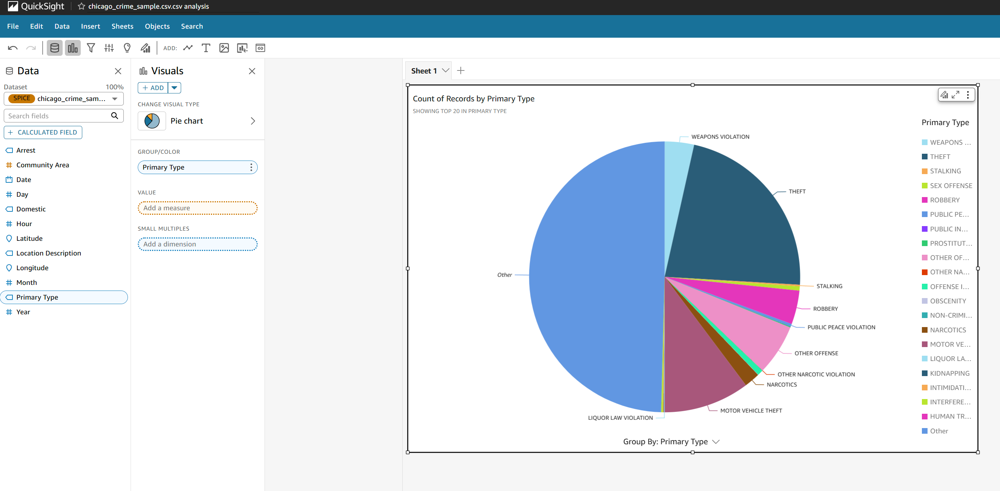 QuickSight
chicago_crime_sample.csv.csv analysis
File Edit Data Insert Sheets Objects Search
ADD:
Data
Dataset 100%
SPICE chicago_crime_sam...
Search fields
+ CALCULATED FIELD
Arrest
Community Area
Date
Day
Domestic
Hour
Latitude
Location Description
Longitude
Month
Primary Type
Year
Visuals
+ ADD
CHANGE VISUAL TYPE
Pie chart
GROUP/COLOR
Primary Type
VALUE
Add a measure
SMALL MULTIPLES
Add a dimension
Sheet 1
Count of Records by Primary Type
SHOWING TOP 20 IN PRIMARY TYPE
WEAPONS VIOLATION
THEFT
STALKING
ROBBERY
PUBLIC PEACE VIOLATION
OTHER OFFENSE
OTHER NARCOTIC VIOLATION
NARCOTICS
MOTOR VEHICLE THEFT
LIQUOR LAW VIOLATION
Other
Group By: Primary Type
Primary Type
WEAPONS ...
THEFT
STALKING
SEX OFFENSE
ROBBERY
PUBLIC PE...
PUBLIC IN...
PROSTITUT...
OTHER OF...
OTHER NA...
OFFENSE I...
OBSCENITY
NON-CRIMI...
NARCOTICS
MOTOR VE...
LIQUOR LA...
KIDNAPPING
INTIMIDATI...
INTERFERE...
HUMAN TR...
Other